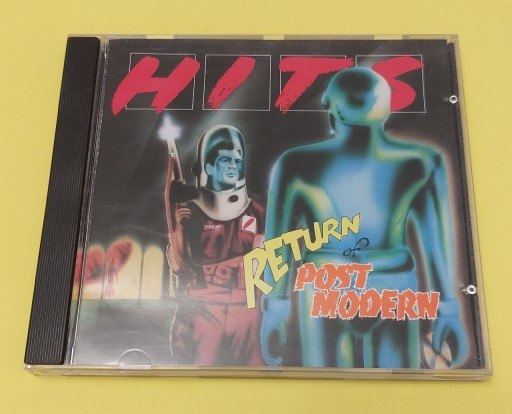 HITS
RETURN
OF
POST
MODERN